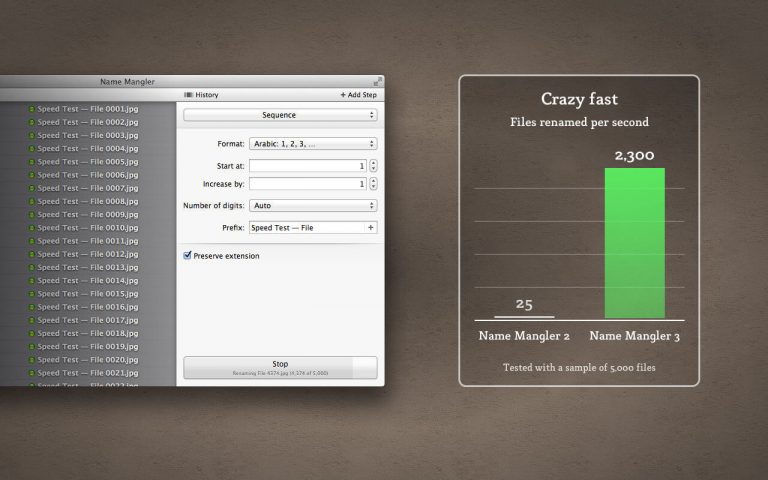 Name Mangler
History
+ Add Step
Speed Test — File 0001.jpg
Speed Test — File 0002.jpg
Speed Test — File 0003.jpg
Speed Test — File 0004.jpg
Speed Test — File 0005.jpg
Speed Test — File 0006.jpg
Speed Test — File 0007.jpg
Speed Test — File 0008.jpg
Speed Test — File 0009.jpg
Speed Test — File 0010.jpg
Speed Test — File 0011.jpg
Speed Test — File 0012.jpg
Speed Test — File 0013.jpg
Speed Test — File 0014.jpg
Speed Test — File 0015.jpg
Speed Test — File 0016.jpg
Speed Test — File 0017.jpg
Speed Test — File 0018.jpg
Speed Test — File 0019.jpg
Speed Test — File 0020.jpg
Speed Test — File 0021.jpg
Speed Test — File 0022.jpg
Sequence
Format: Arabic: 1, 2, 3, ...
Start at: 1
Increase by: 1
Number of digits: Auto
Prefix: Speed Test — File +
Preserve extension
Stop
Renaming File 4374.jpg (4,374 of 5,000)
Crazy fast
Files renamed per second
2,300
25
Name Mangler 2 Name Mangler 3
Tested with a sample of 5,000 files